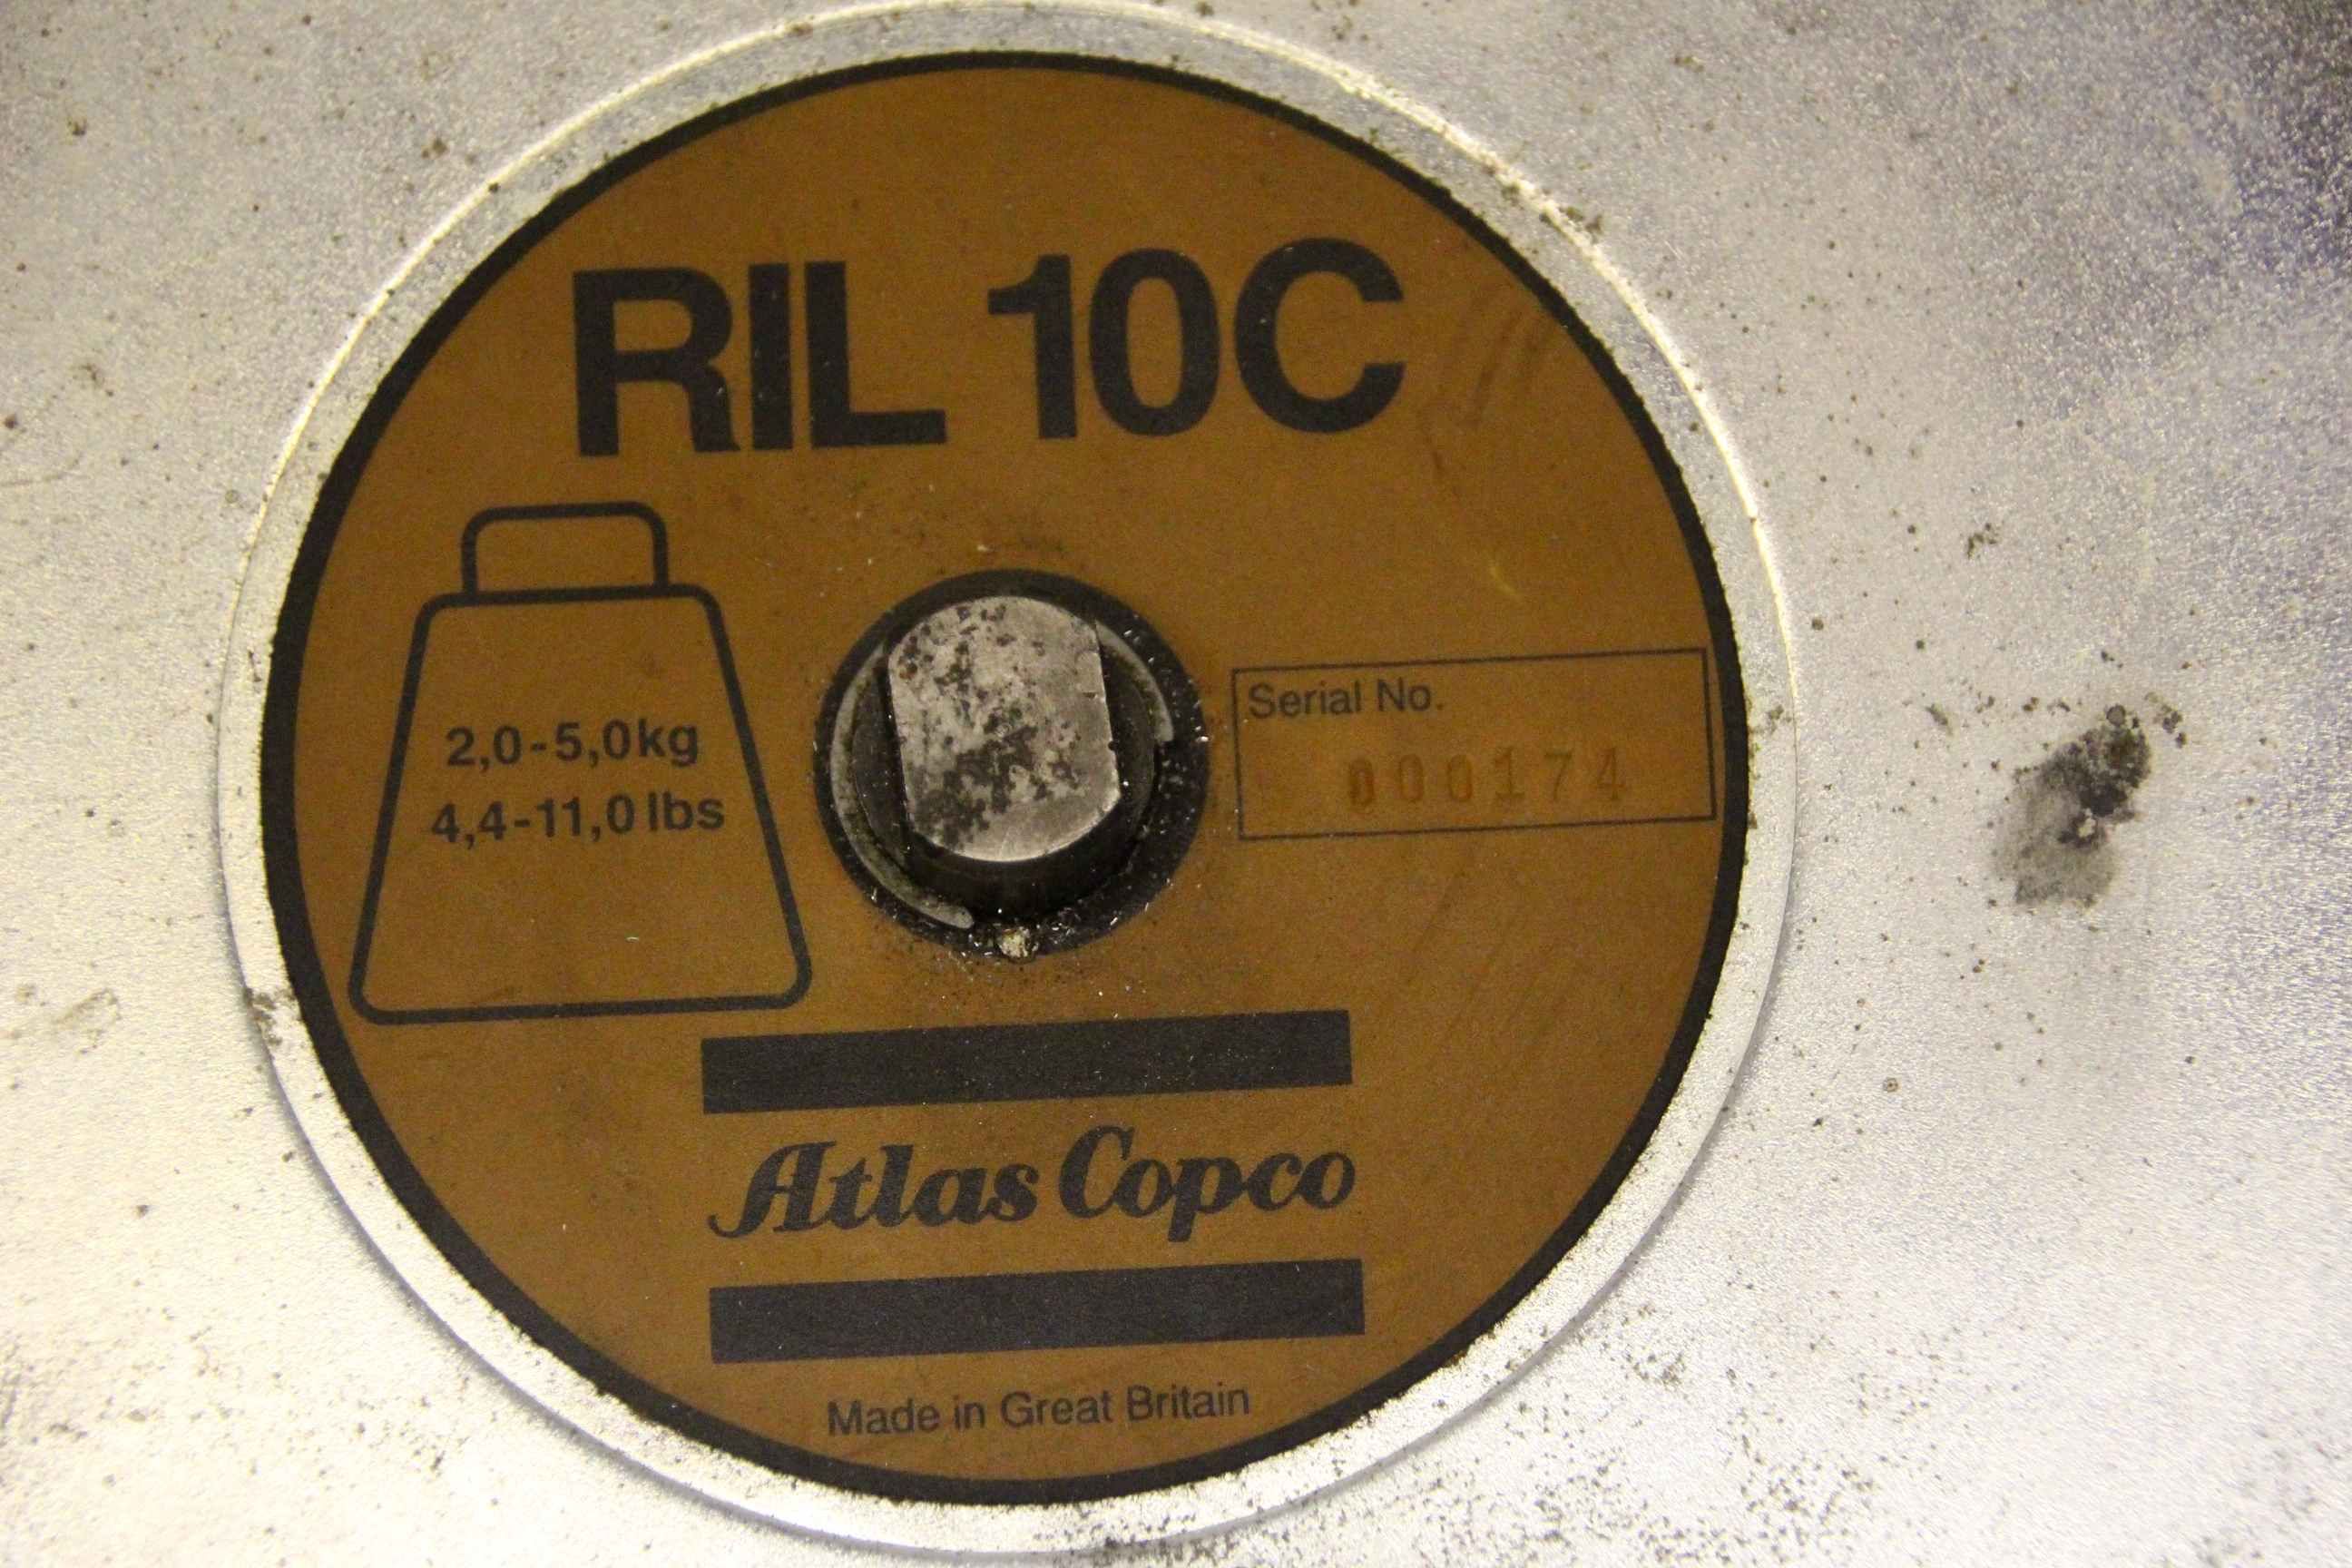 RIL 10C
2,0-5,0kg
4,4-11,0 lbs
Serial No.
000174
Atlas Copco
Made in Great Britain